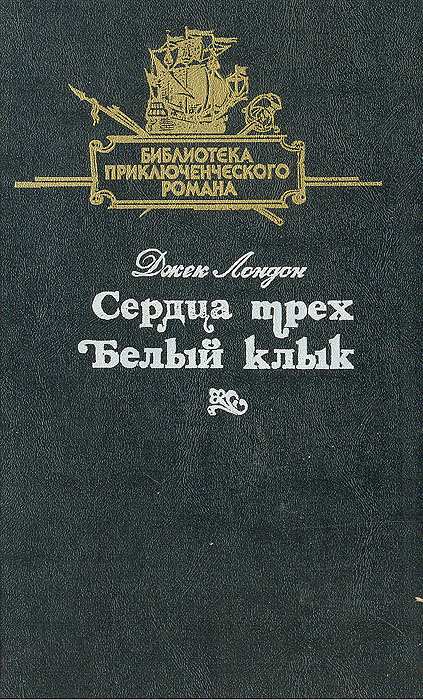 БИБЛИОТЕКА
ПРИКЛЮЧЕНЧЕСКОГО
РОМАНА
Джек Лондон
Сердца трех
Белый клык